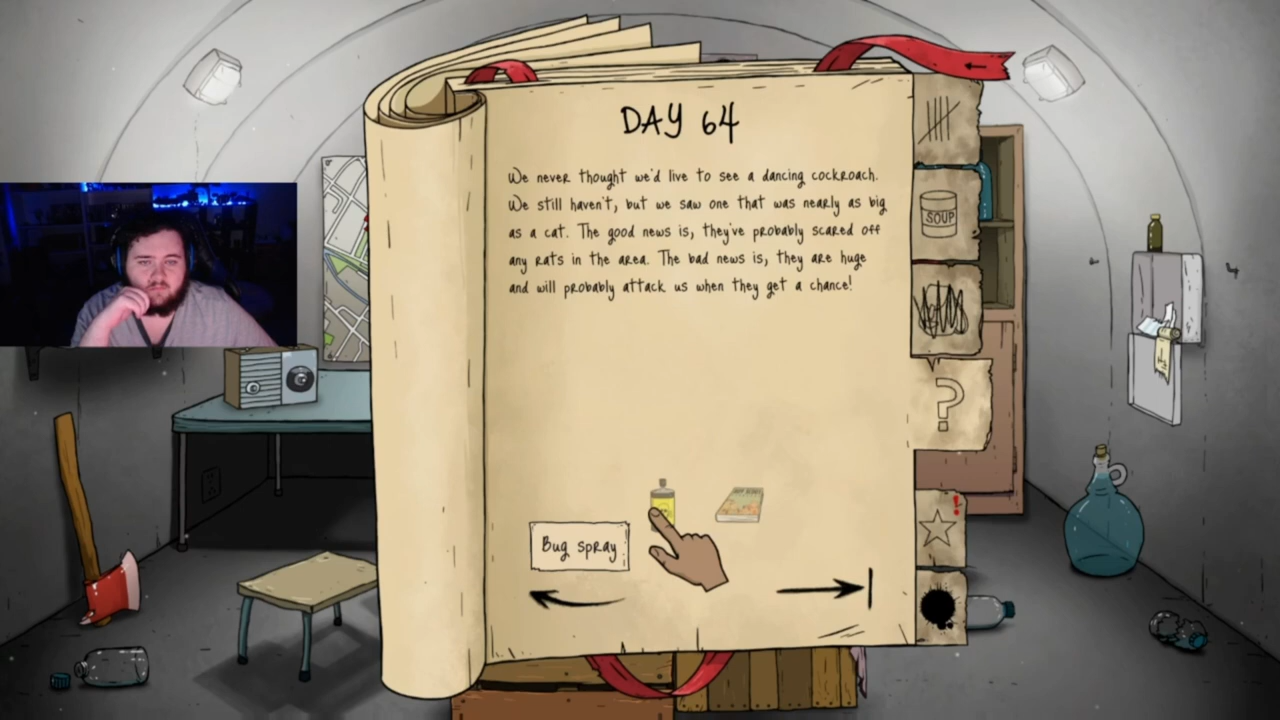 DAY 64
We never thought we'd live to see a dancing cockroach.
We still haven't, but we saw one that was nearly as big
as a cat. The good news is, they've probably scared off
any rats in the area. The bad news is, they are huge
and will probably attack us when they get a chance!
SOUP
?
!
Bug spray